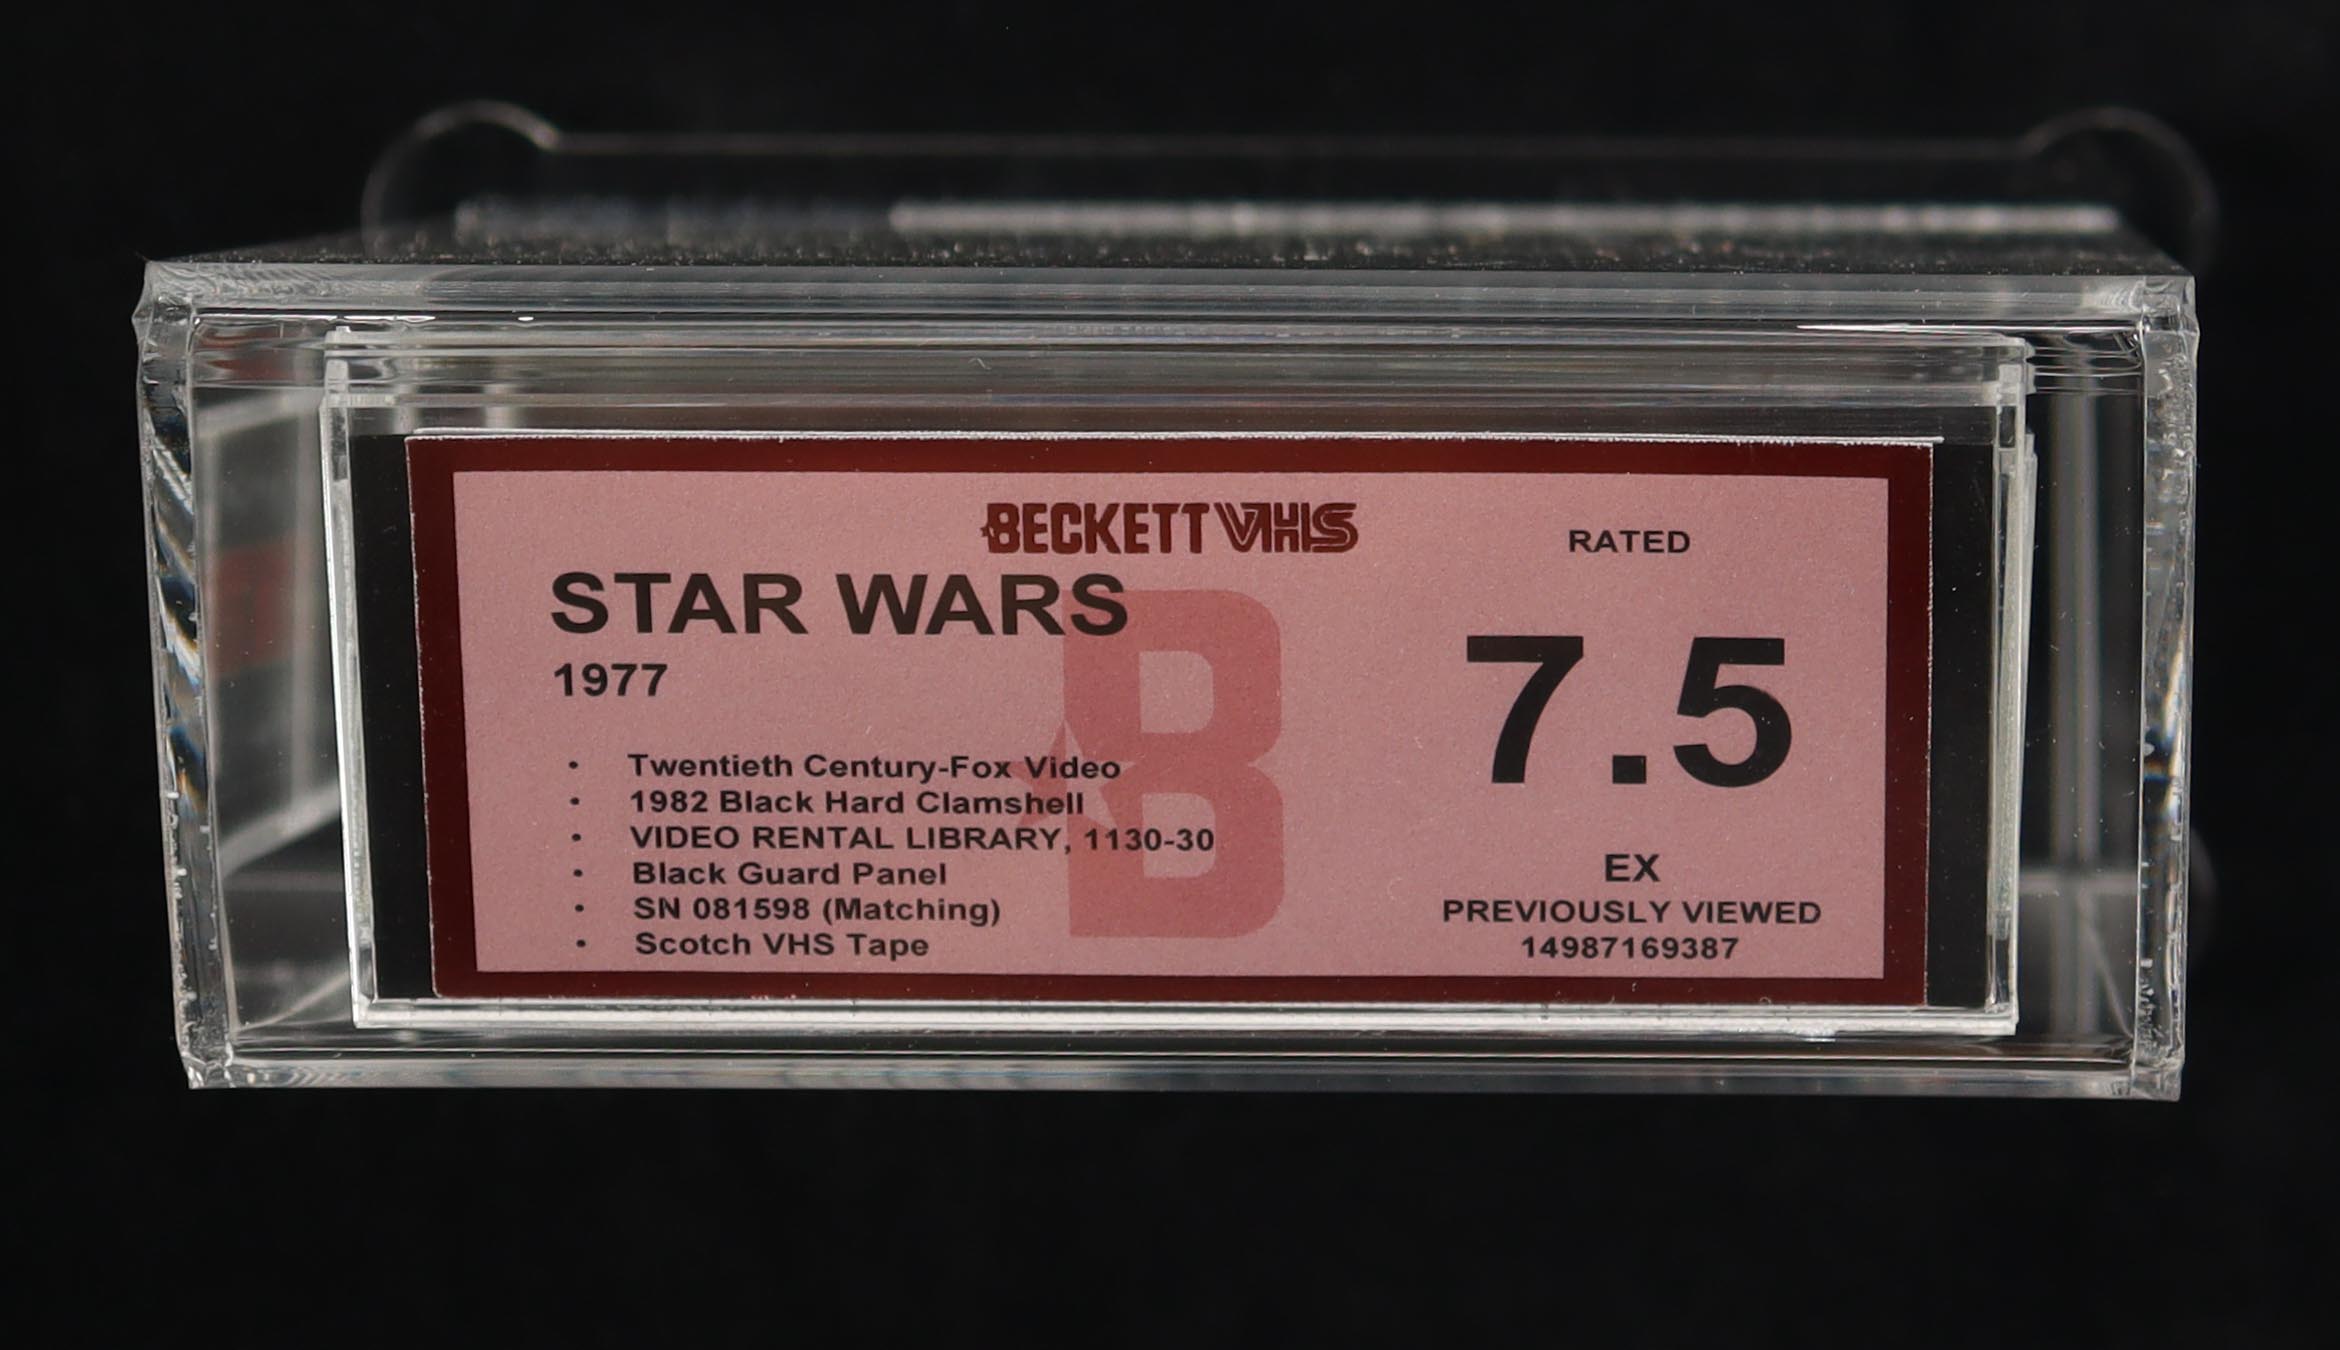 BECKETT VHS
STAR WARS
1977
• Twentieth Century-Fox Video
• 1982 Black Hard Clamshell
• VIDEO RENTAL LIBRARY, 1130-30
• Black Guard Panel
• SN 081598 (Matching)
• Scotch VHS Tape
B
RATED
7.5
EX
PREVIOUSLY VIEWED
14987169387